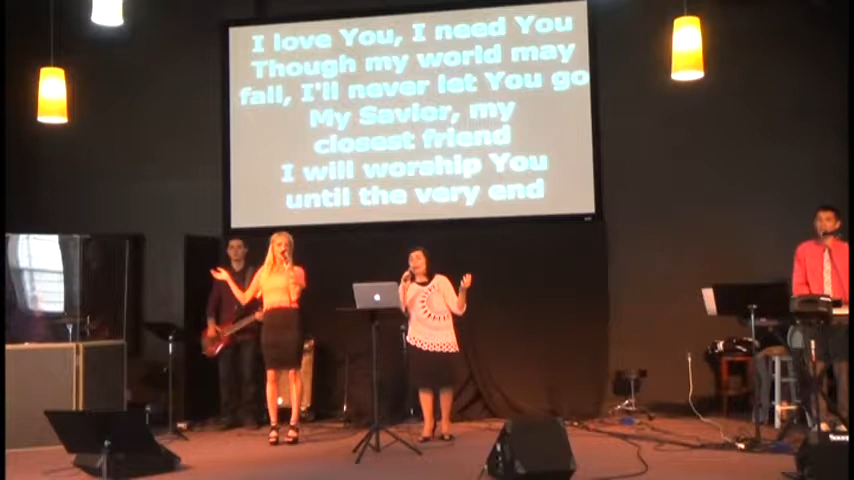 I love You, I need You
Though my world may
fall, I'll never let You go
My Savior, my
closest friend
I will worship You
until the very end